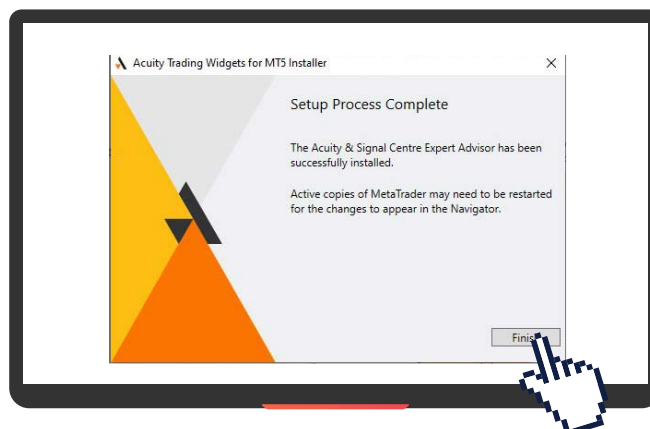 Acuity Trading Widgets for MT5 Installer
Setup Process Complete
The Acuity & Signal Centre Expert Advisor has been
successfully installed.
Active copies of MetaTrader may need to be restarted
for the changes to appear in the Navigator.